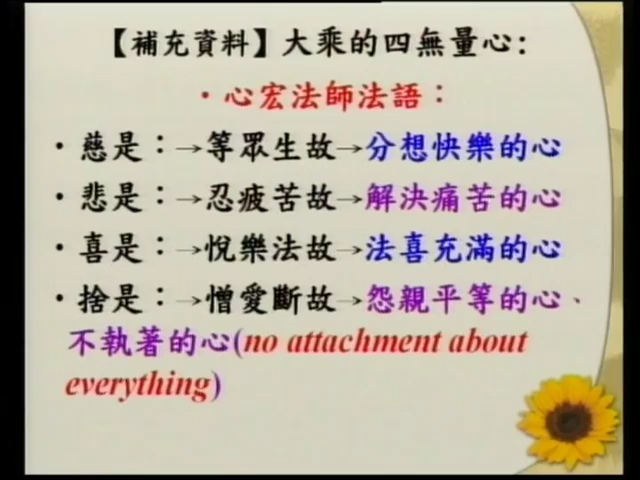 【補充資料】大乘的四無量心:
•心宏法師法語：
•慈是：→等眾生故→分想快樂的心
•悲是：→忍疲苦故→解決痛苦的心
•喜是：→悅樂法故→法喜充滿的心
•捨是：→憎愛斷故→怨親平等的心、
不執著的心(no attachment about
everything)